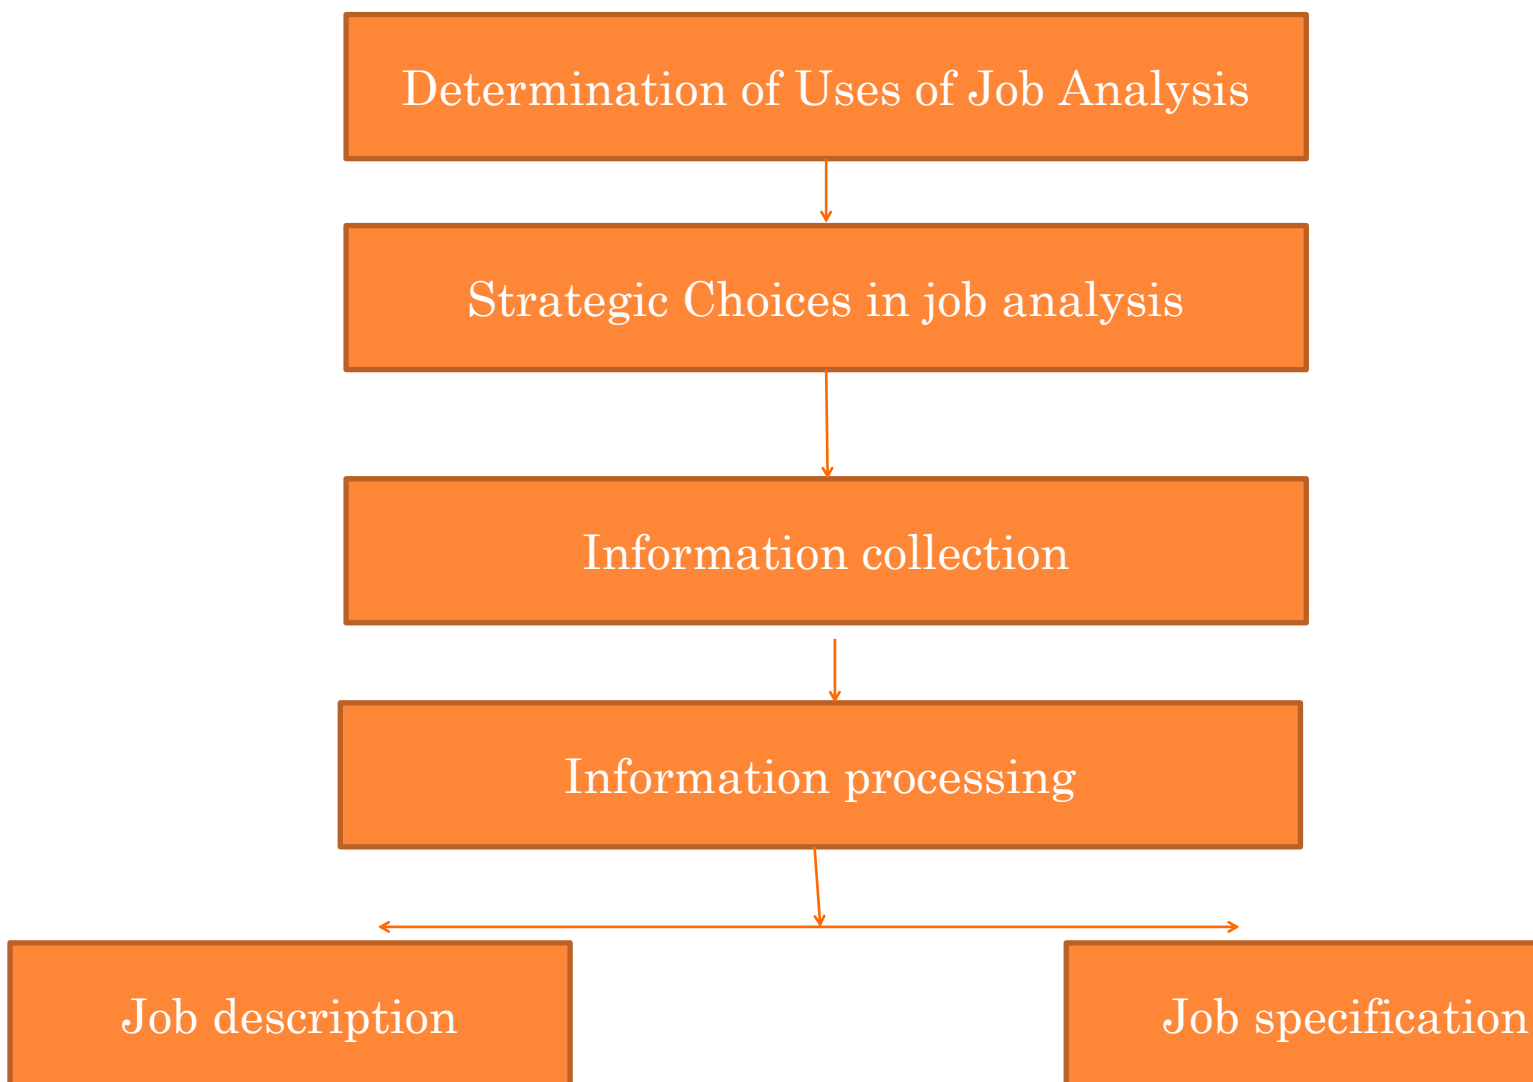 Determination of Uses of Job Analysis
Strategic Choices in job analysis
Information collection
Information processing
Job description
Job specification